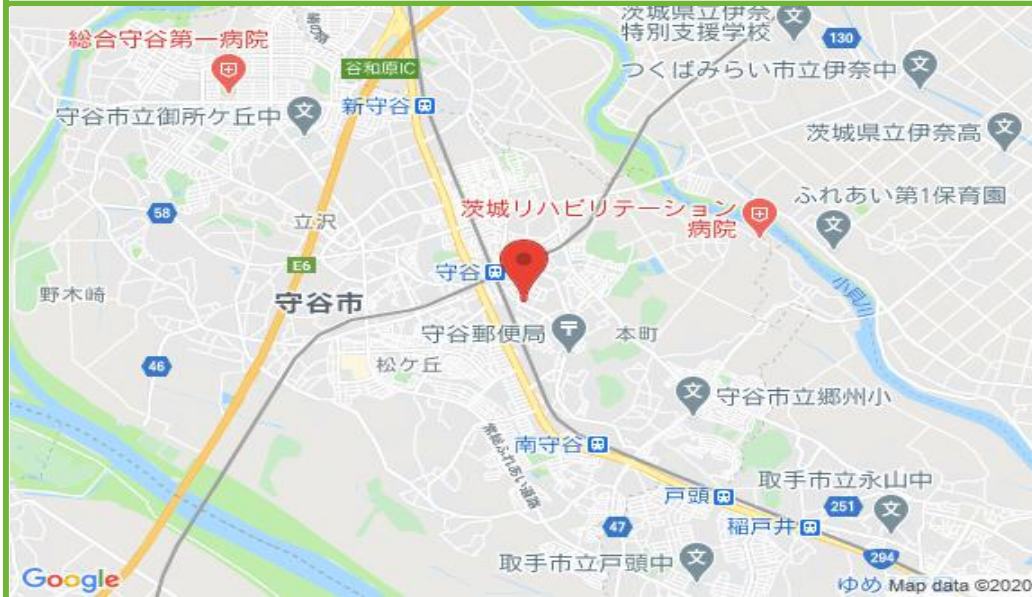 茨城県立伊奈
特別支援学校
130
総合守谷第一病院
谷和原IC
つくばみらい市立伊奈中
新守谷
守谷市立御所ケ丘中
茨城県立伊奈高
ふれあい第1保育園
58
立沢
茨城リハビリテーション
病院
E6
守谷
野木崎
守谷市
小貝川
守谷郵便局
本町
46
松ケ丘
守谷市立郷州小
常総ふれあい道路
南守谷
取手市立永山中
戸頭
251
47
稲戸井
取手市立戸頭中
294
Google
ゆめ
Map data ©2020